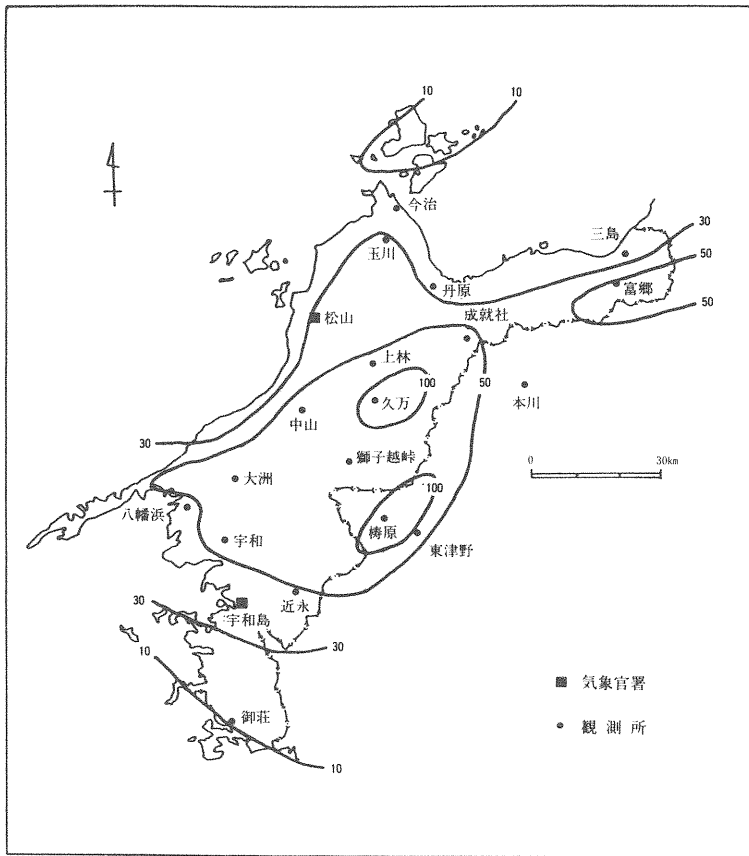 10
10
今治
30
三島
玉川
50
富郷
丹原
50
成就社
松山
30
上林
100
50
本川
久万
中山
30
0
30km
獅子越峠
大洲
100
八幡浜
梼原
宇和
東津野
近永
30
宇和島
30
10
気象官署
御荘
観測所
10